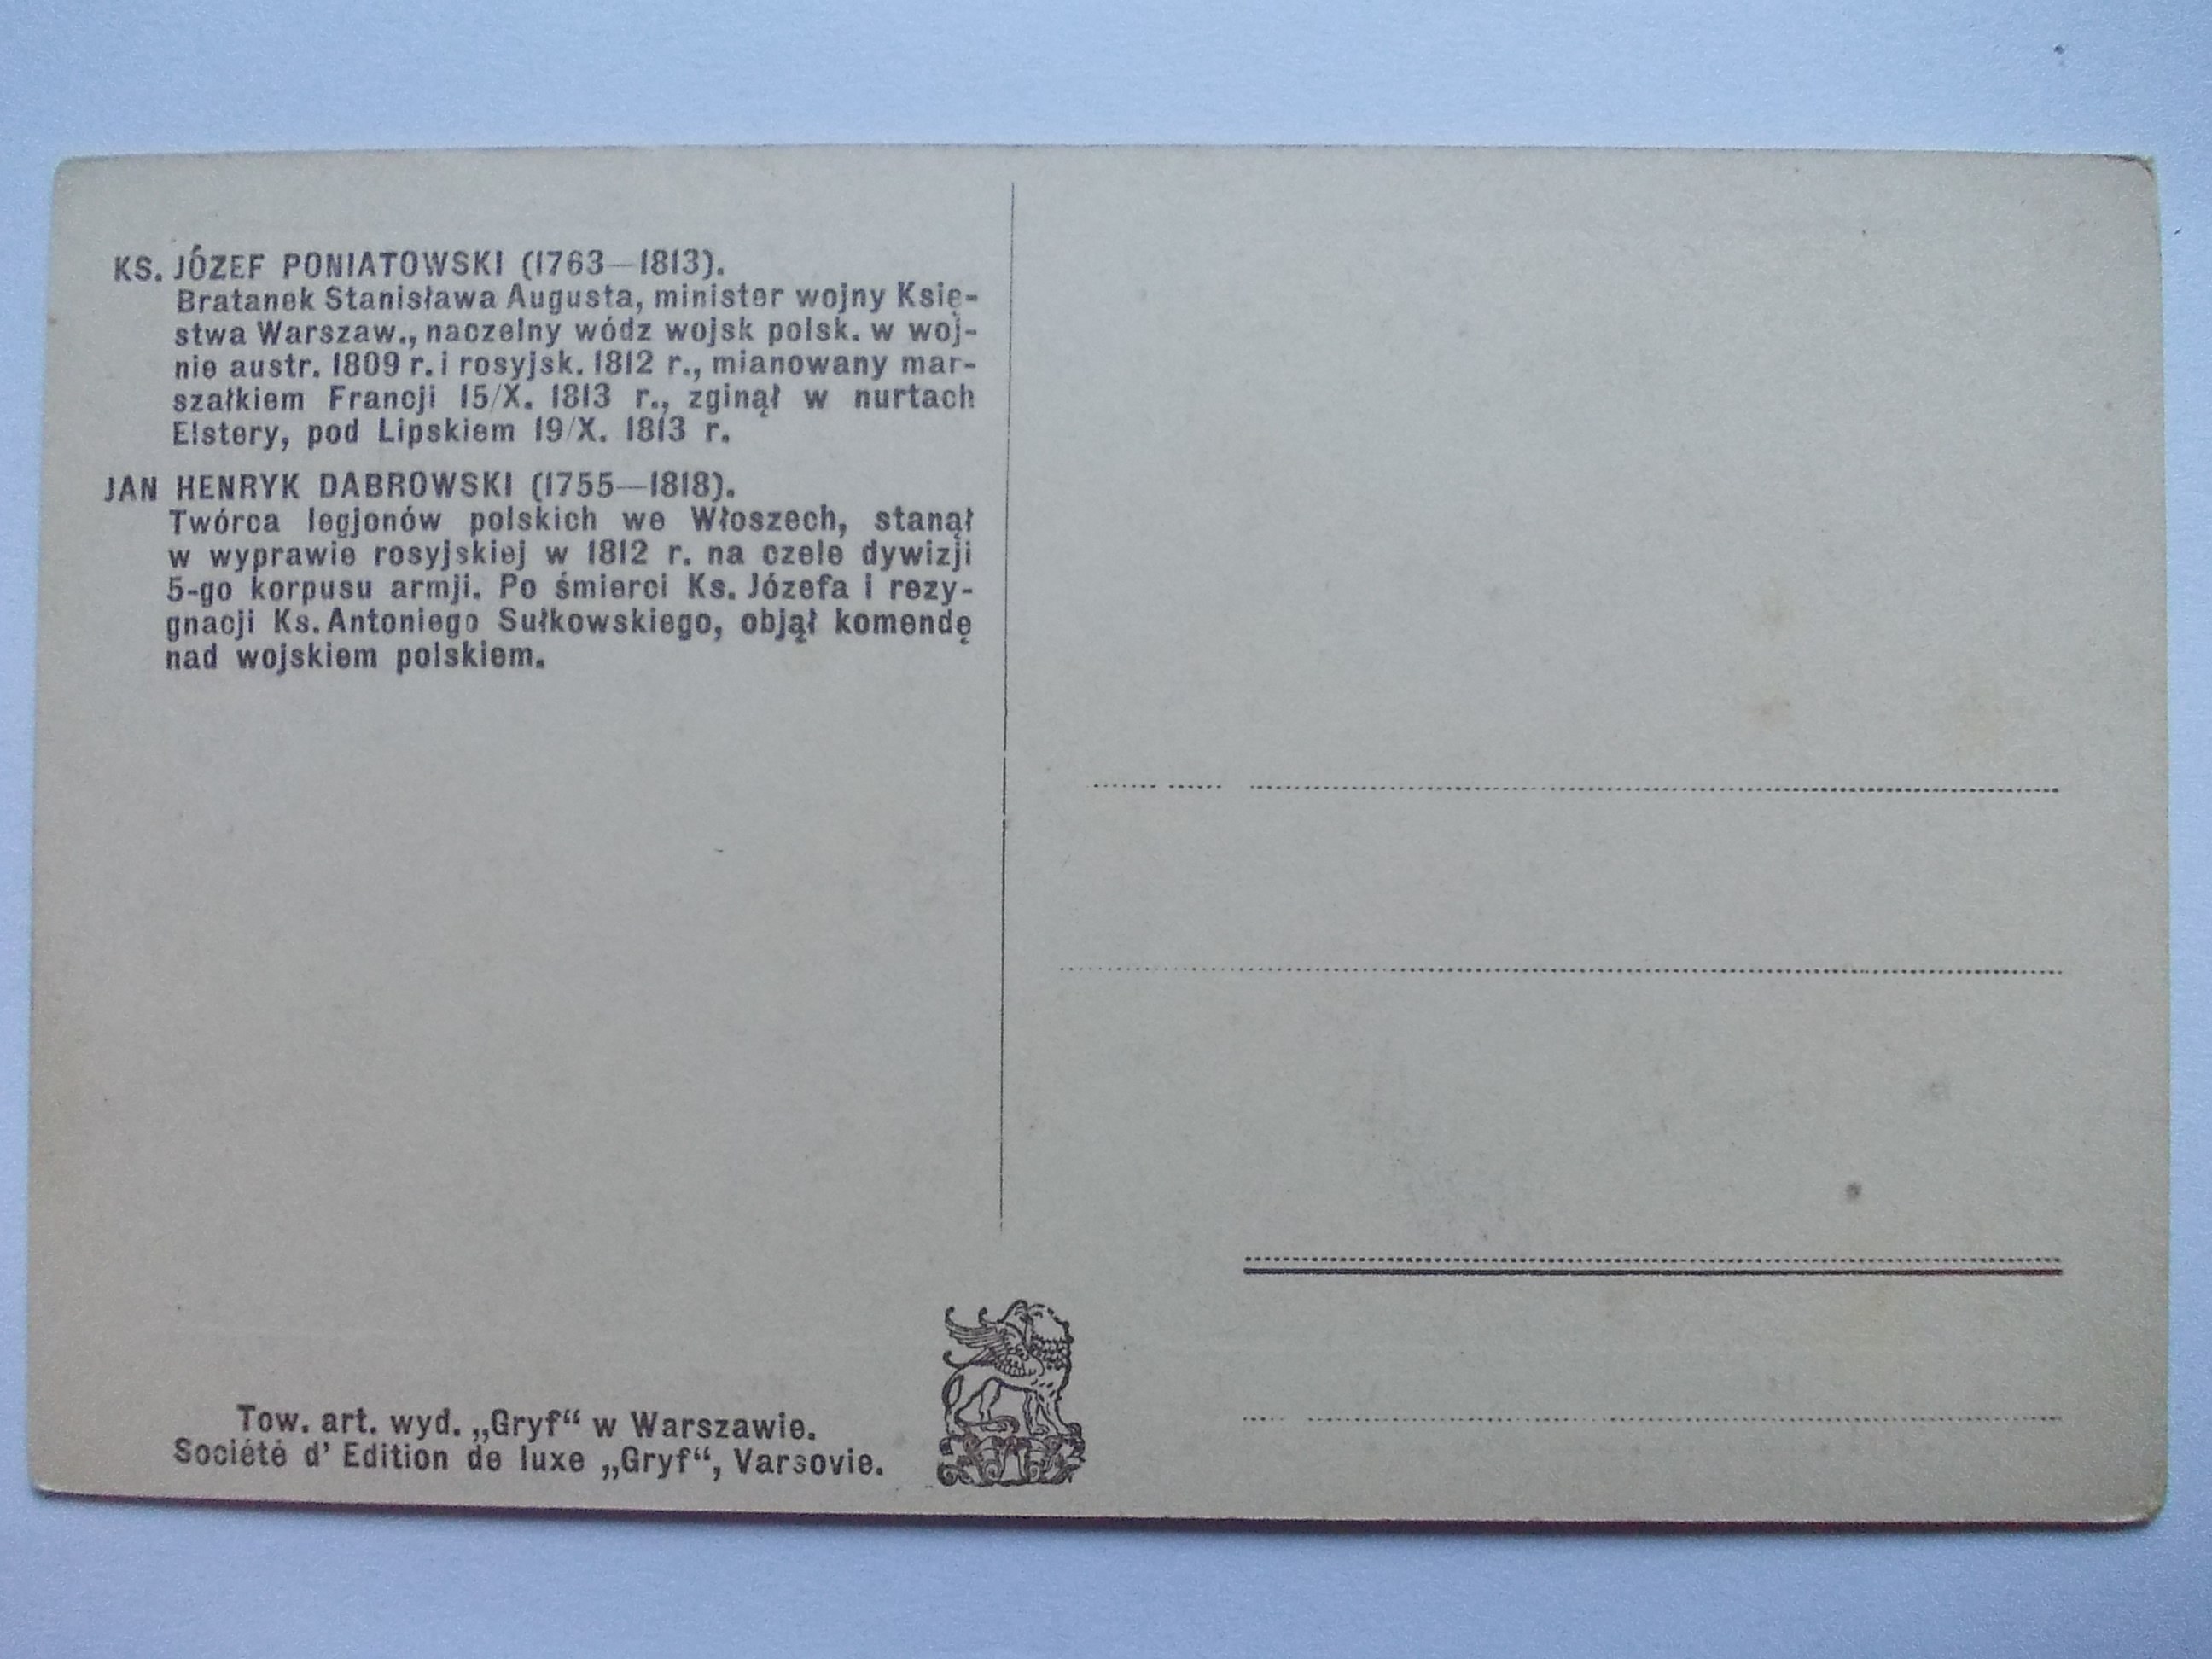 KS. JÓZEF PONIATOWSKI (1763—1813).
Bratanek Stanisława Augusta, minister wojny Księ-
stwa Warszaw., naczelny wódz wojsk polsk. w woj-
nie austr. 1809 r. i rosyjsk. 1812 r., mianowany mar-
szałkiem Francji 15/X. 1813 r., zginął w nurtach
Elstery, pod Lipskiem 19/X. 1813 r.
JAN HENRYK DABROWSKI (1755—1818).
Twórca legjonów polskich we Włoszech, stanął
w wyprawie rosyjskiej w 1812 r. na czele dywizji
5-go korpusu armji. Po śmierci Ks. Józefa i rezy-
gnacji Ks. Antoniego Sułkowskiego, objął komendę
nad wojskiem polskiem.
Tow. art. wyd. „Gryf“ w Warszawie.
Société d’ Edition de luxe „Gryf“, Varsovie.